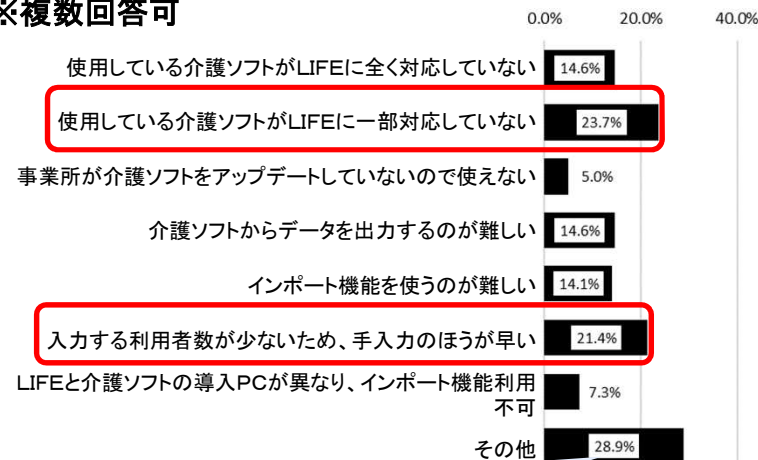 ※複数回答可
0.0% 20.0% 40.0%
使用している介護ソフトがLIFEに全く対応していない 14.6%
使用している介護ソフトがLIFEに一部対応していない 23.7%
事業所が介護ソフトをアップデートしていないので使えない 5.0%
介護ソフトからデータを出力するのが難しい 14.6%
インポート機能を使うのが難しい 14.1%
入力する利用者数が少ないため、手入力のほうが早い 21.4%
LIFEと介護ソフトの導入PCが異なり、インポート機能利用
不可 7.3%
その他 28.9%